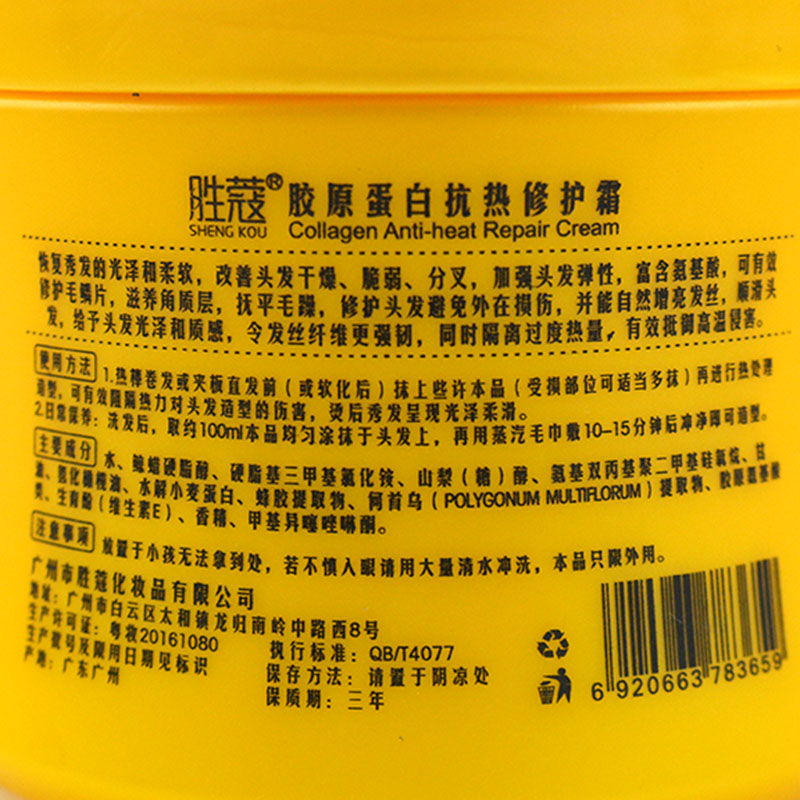 胜蔻® 胶原蛋白抗热修护霜
SHENG KOU Collagen Anti-heat Repair Cream
恢复秀发的光泽和柔软，改善头发干燥、脆弱、分叉，加强头发弹性，富含氨基酸，可有效
修护毛鳞片，滋养角质层，抚平毛躁，修护头发避免外在损伤，并能自然增亮发丝，顺滑头
发，给予头发光泽和质感，令发丝纤维更强韧，同时隔离过度热量，有效抵御高温侵害。
使用方法 1.热棒卷发或夹板直发前（或软化后）抹上些许本品（受损部位可适当多抹）再进行热处理
造型，可有效阻隔热力对头发造型的伤害，烫后秀发呈现光泽柔滑。
2.日常保养：洗发后，取约100ml本品均匀涂抹于头发上，再用蒸汽毛巾敷10-15分钟后冲净即可造型。
主要成分 水、鲸蜡硬脂醇、硬脂基三甲基氯化铵、山梨（糖）醇、氨基双丙基聚二甲基硅氧烷、甘
油、氢化橄榄油、水解小麦蛋白、蜂胶提取物、何首乌（POLYGONUM MULTIFLORUM）提取物、胶原氨基酸
类、生育酚（维生素E）、香精、甲基异噻唑啉酮。
注意事项 放置于小孩无法拿到处，若不慎入眼请用大量清水冲洗，本品只限外用。
广州市胜蔻化妆品有限公司
地址：广州市白云区太和镇龙归南岭中路西8号
生产许可证：粤妆20161080 执行标准：QB/T4077
生产批号及限用日期见标识 保存方法：请置于阴凉处
产地：广东广州 保质期：三年
6 920663 783659